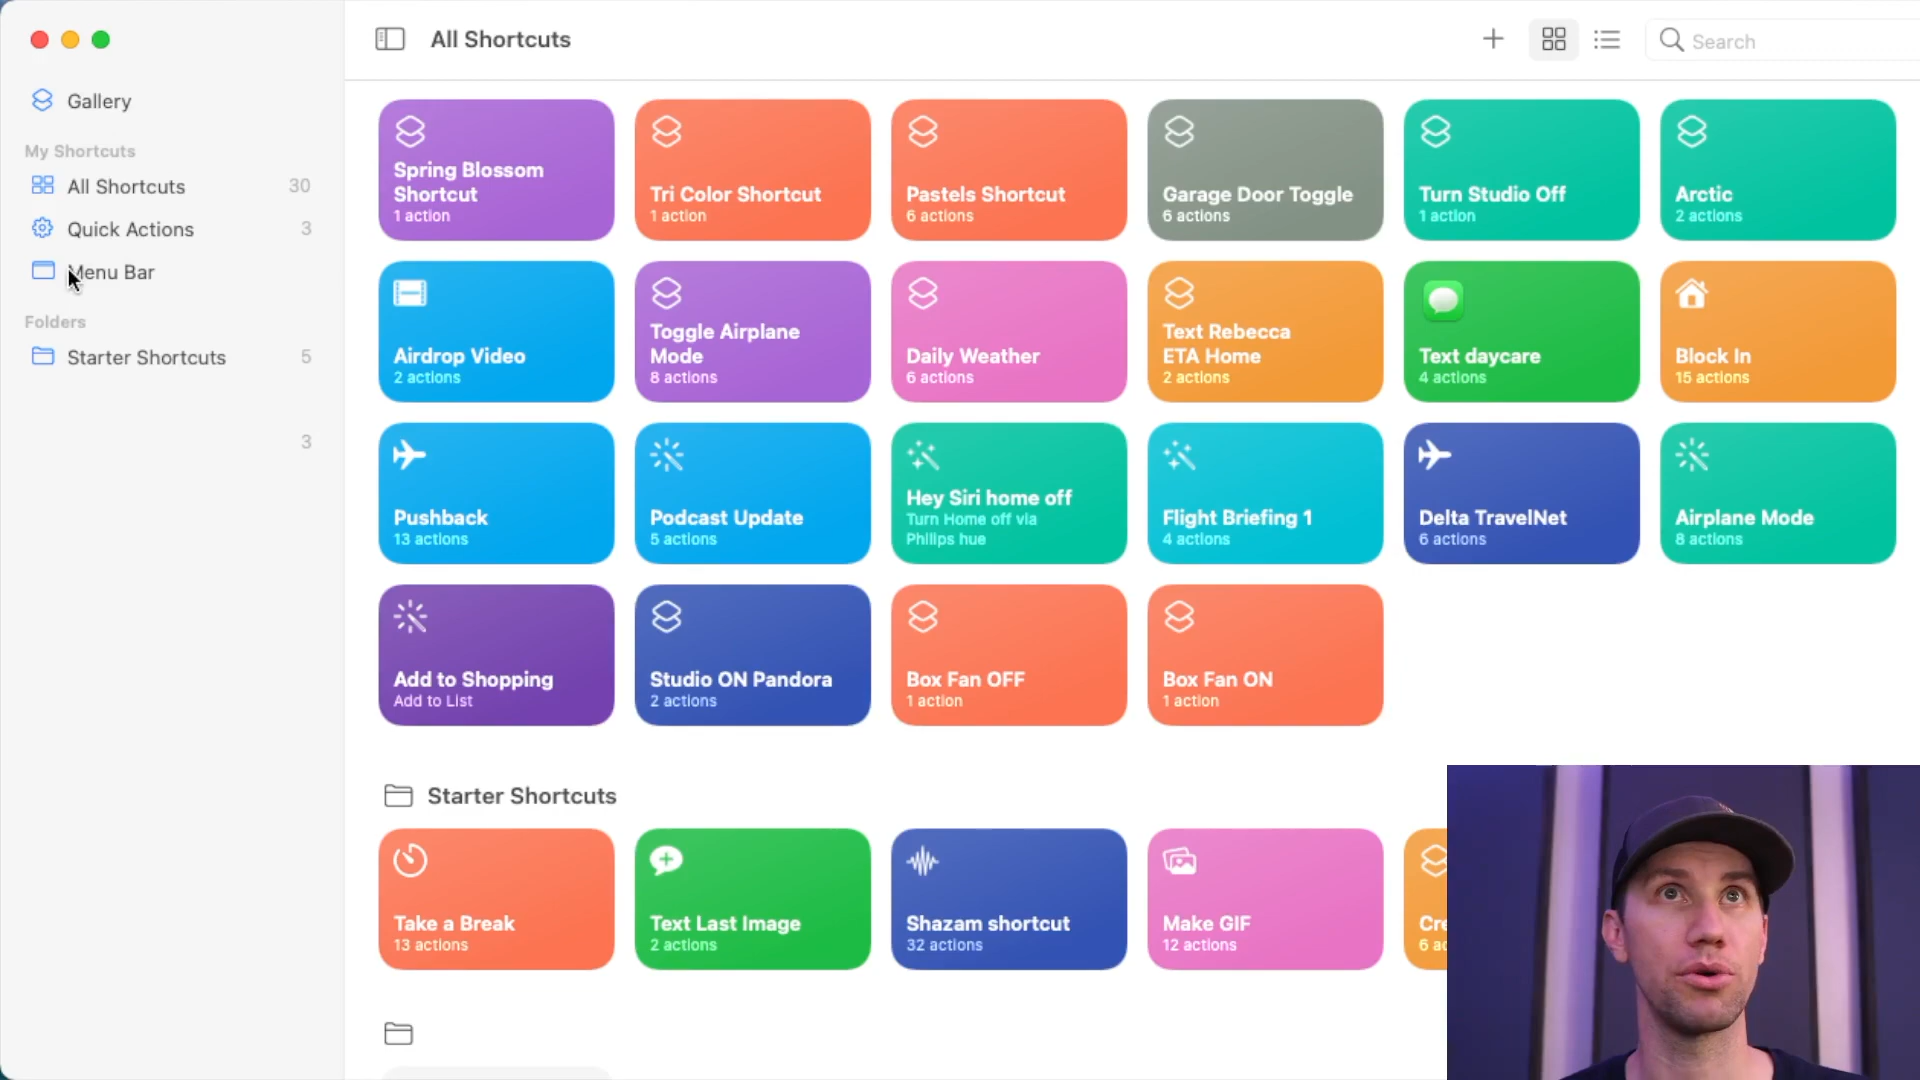 All Shortcuts
Search
Gallery
My Shortcuts
All Shortcuts 30
Quick Actions 3
Menu Bar
Folders
Starter Shortcuts 5
3
Spring Blossom
Shortcut
1 action
Tri Color Shortcut
1 action
Pastels Shortcut
6 actions
Garage Door Toggle
6 actions
Turn Studio Off
1 action
Arctic
2 actions
Airdrop Video
2 actions
Toggle Airplane
Mode
8 actions
Daily Weather
6 actions
Text Rebecca
ETA Home
2 actions
Text daycare
4 actions
Block In
15 actions
Pushback
13 actions
Podcast Update
5 actions
Hey Siri home off
Turn Home off via
Philips hue
Flight Briefing 1
4 actions
Delta TravelNet
6 actions
Airplane Mode
8 actions
Add to Shopping
Add to List
Studio ON Pandora
2 actions
Box Fan OFF
1 action
Box Fan ON
1 action
Starter Shortcuts
Take a Break
13 actions
Text Last Image
2 actions
Shazam shortcut
32 actions
Make GIF
12 actions